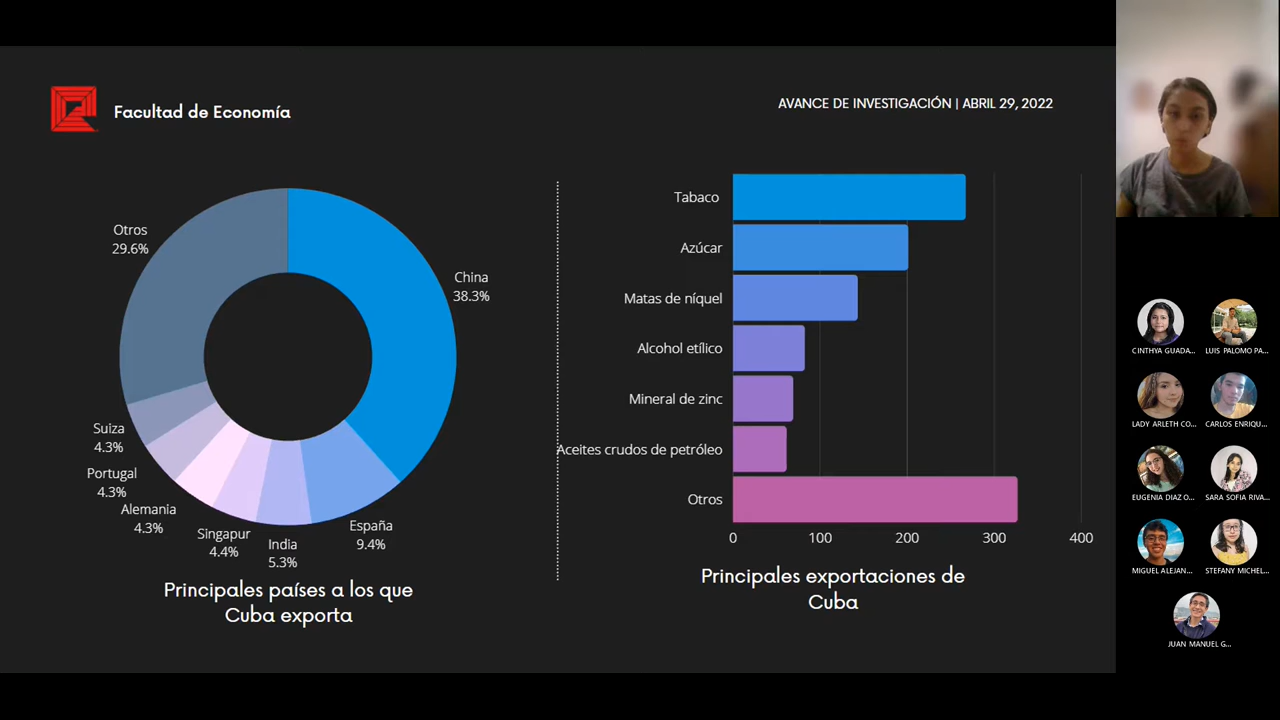 Facultad de Economía
AVANCE DE INVESTIGACIÓN | ABRIL 29, 2022
Otros
29.6%
China
38.3%
Suiza
4.3%
Portugal
4.3%
Alemania
4.3%
Singapur
4.4%
India
5.3%
España
9.4%
Principales países a los que
Cuba exporta
Tabaco
Azúcar
Matas de níquel
Alcohol etílico
Mineral de zinc
Aceites crudos de petróleo
Otros
0 100 200 300 400
Principales exportaciones de
Cuba
CINTHYA GUADA...
LUIS PALOMO PA...
LADY ARLETH CO...
CARLOS ENRIQU...
EUGENIA DIAZ O...
SARA SOFIA RIVA...
MIGUEL ALEJAN...
STEFANY MICHEL...
JUAN MANUEL G...